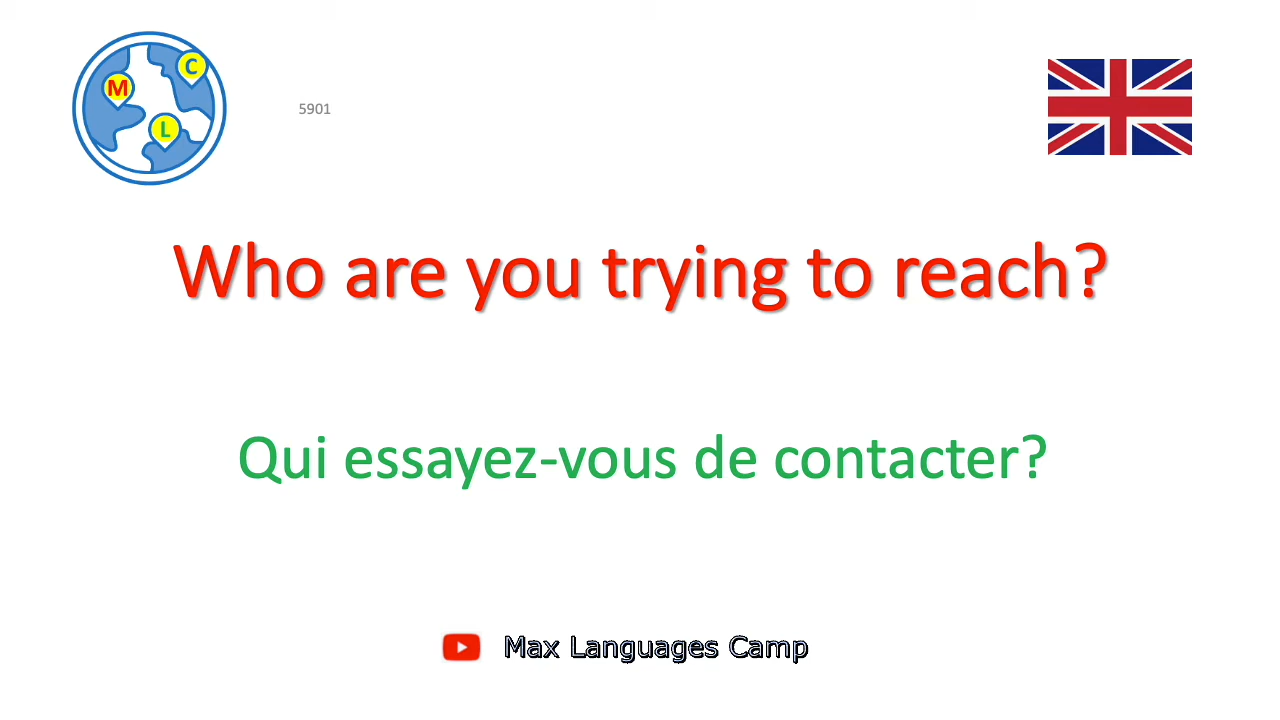 C
M
L
5901
Who are you trying to reach?
Qui essayez-vous de contacter?
Max Languages Camp